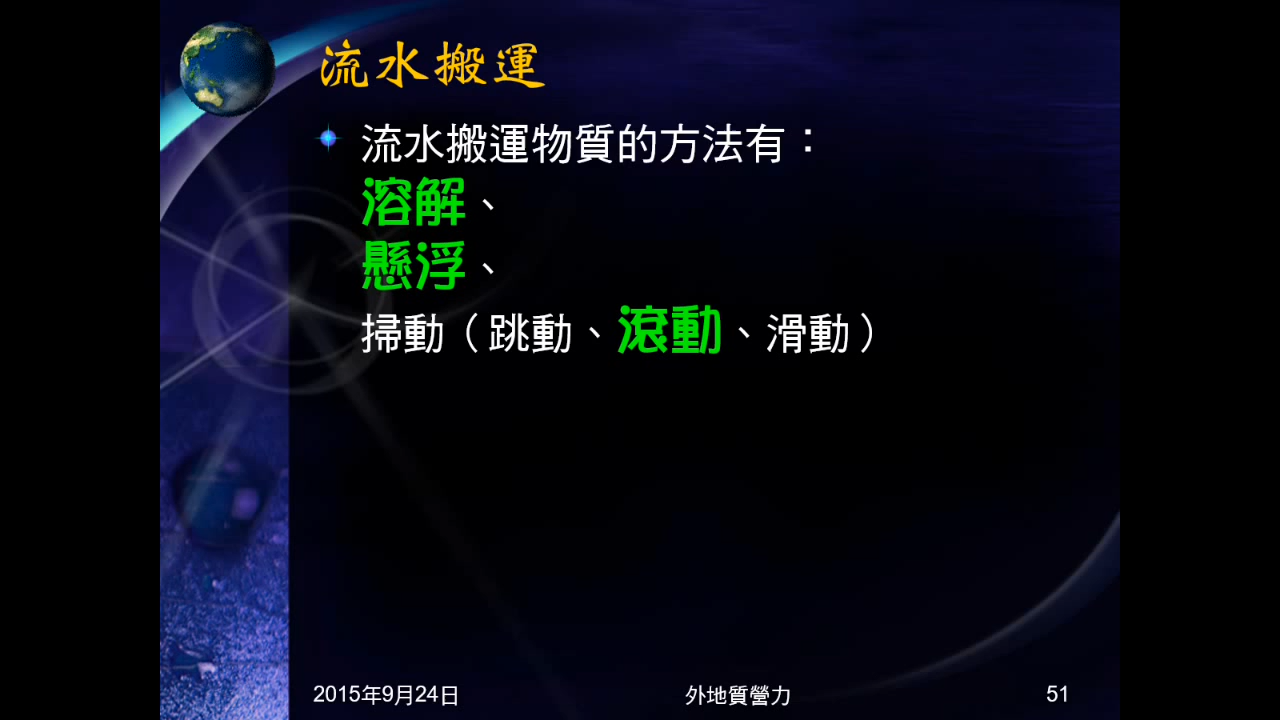 流水搬運
流水搬運物質的方法有：
溶解、
懸浮、
掃動（跳動、滾動、滑動）
2015年9月24日
外地質營力
51